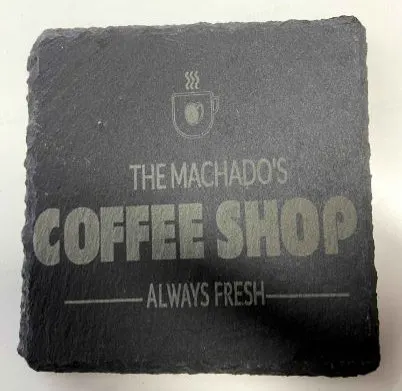 THE MACHADO'S
COFFEE SHOP
ALWAYS FRESH